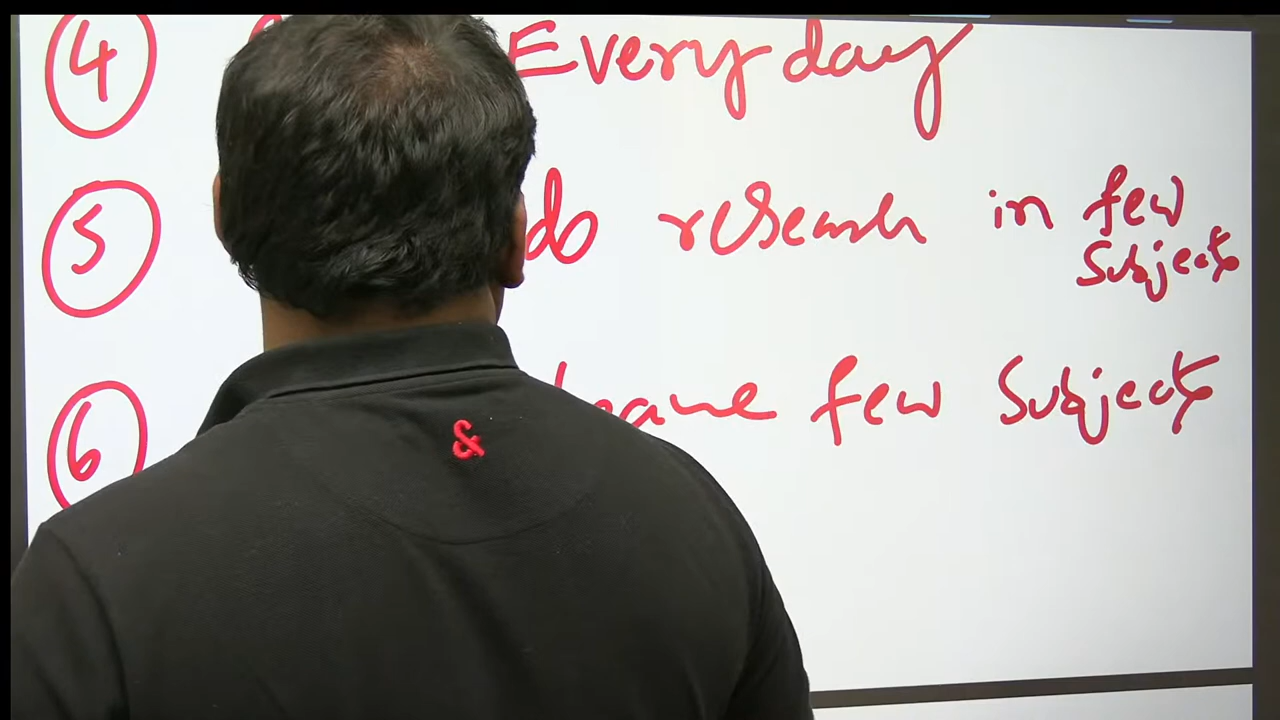 4 Everyday
5 do research in few
subjects
6 leave few subjects
&